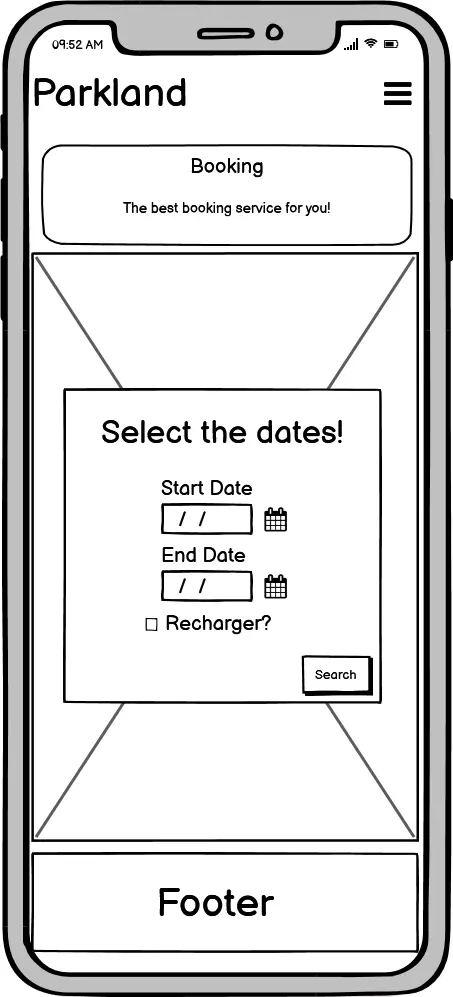 09:52 AM
Parkland
Booking
The best booking service for you!
Select the dates!
Start Date
/ /
End Date
/ /
Recharger?
Search
Footer